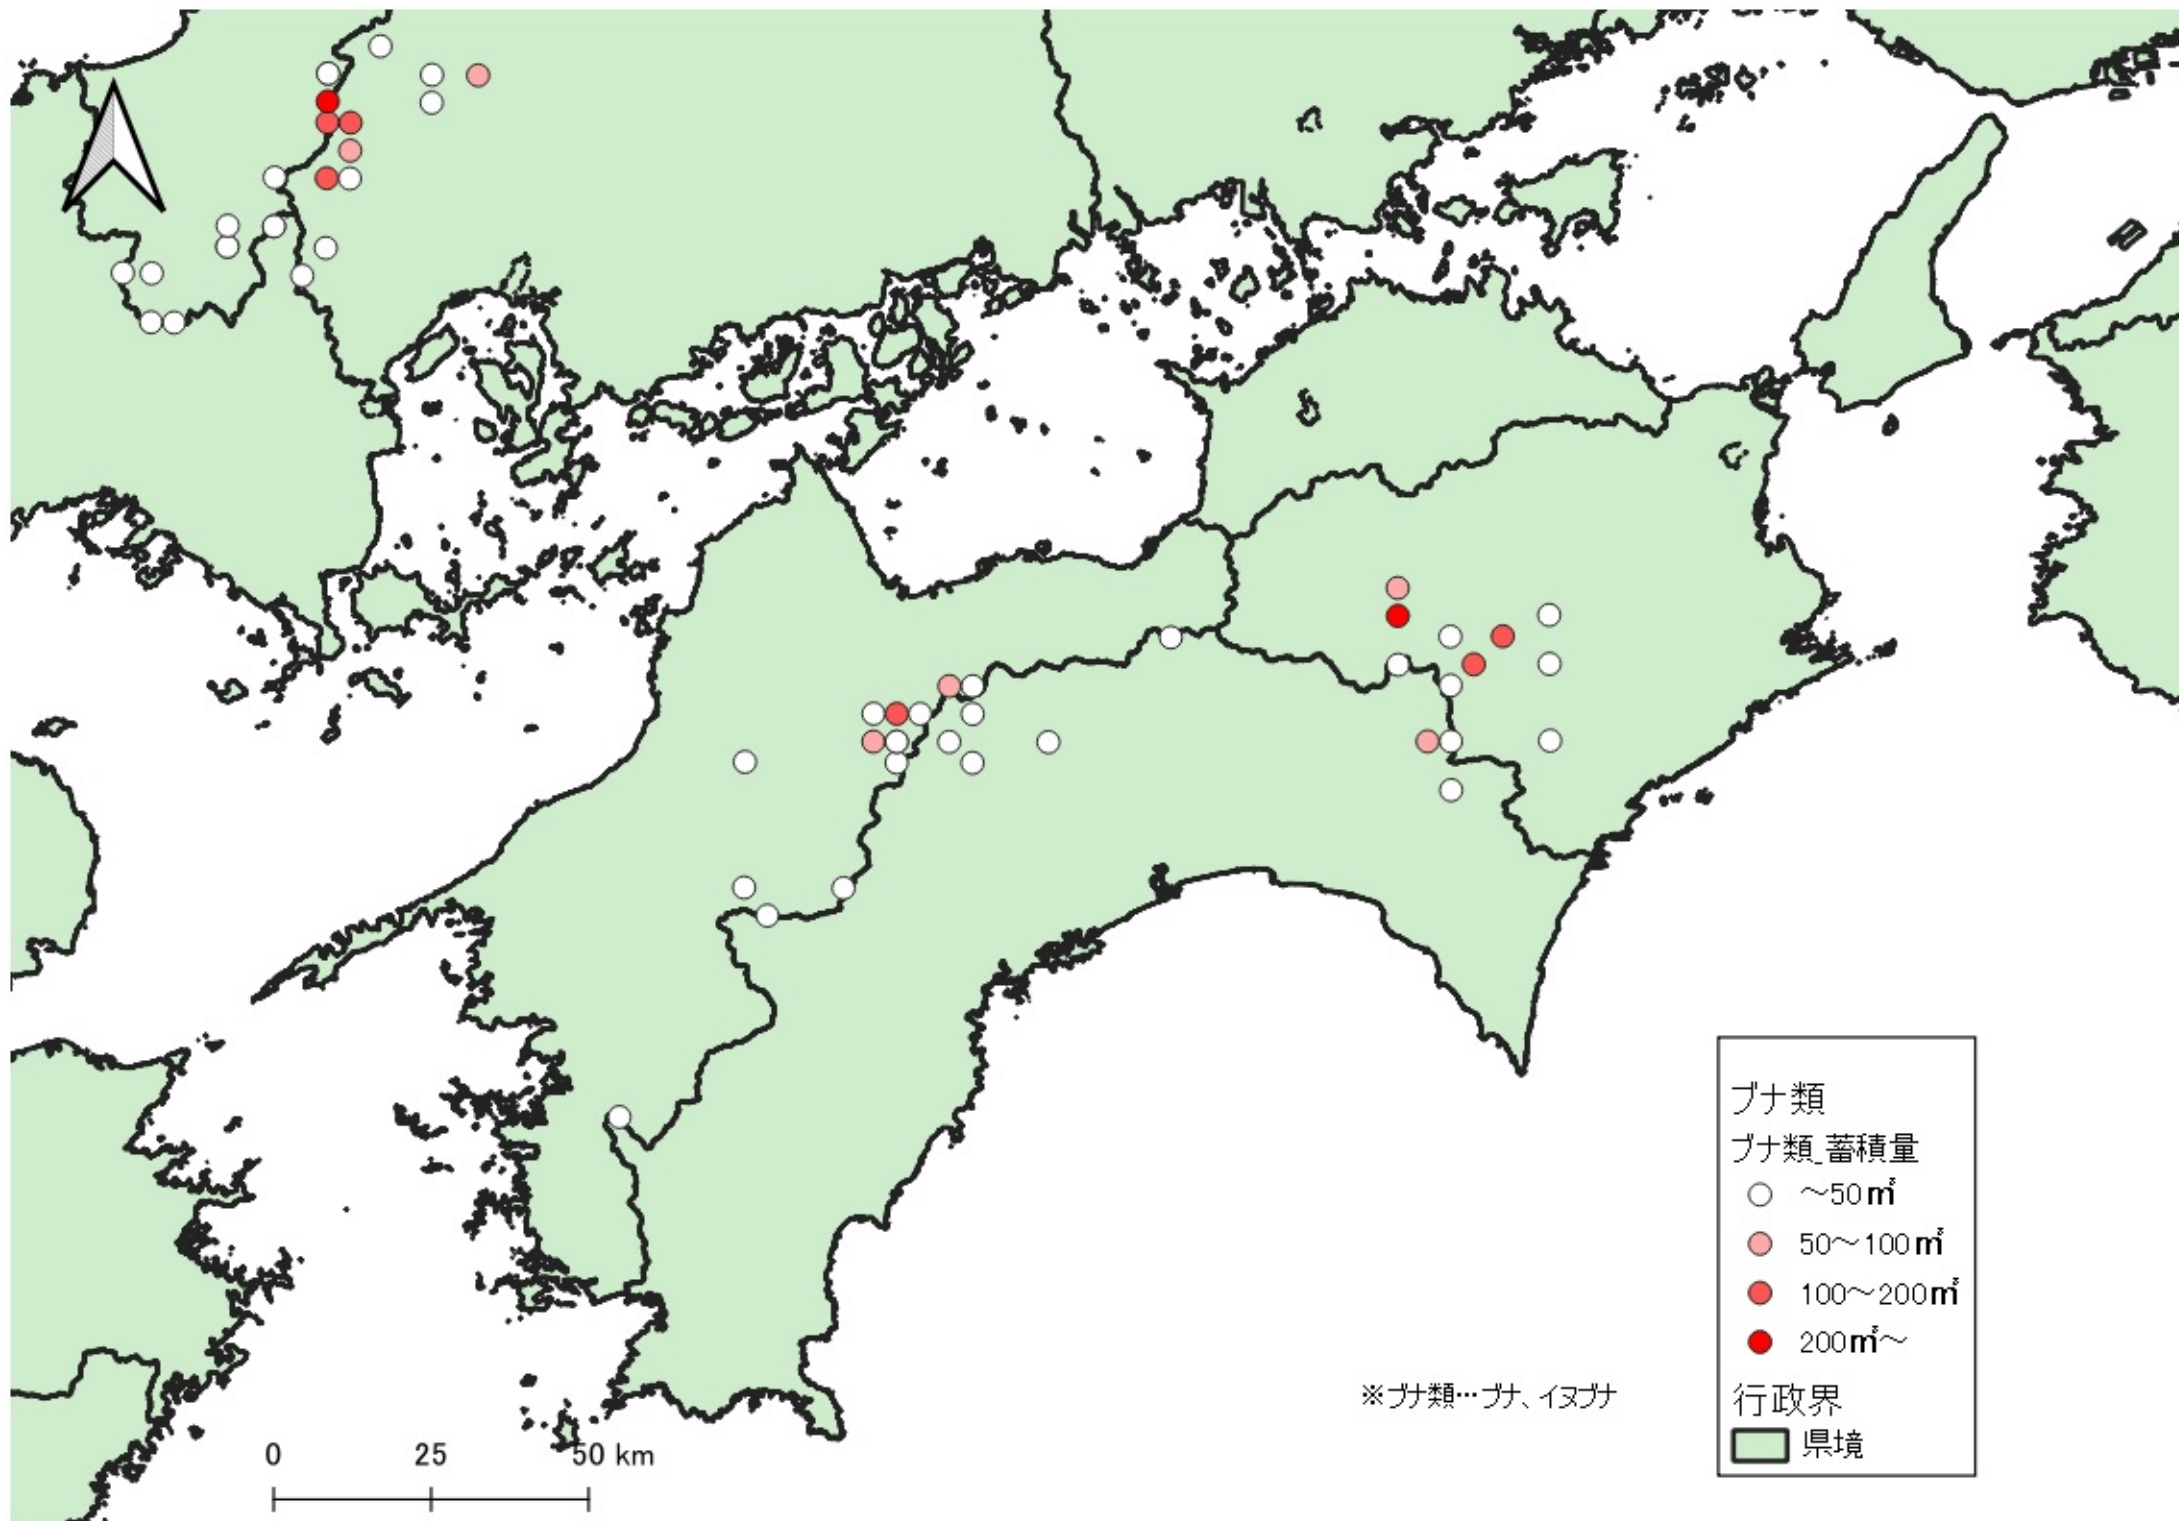 ブナ類
ブナ類_蓄積量
～50㎥
50～100㎥
100～200㎥
200㎥～
行政界
県境
※ブナ類…ブナ、イヌブナ
0 25 50 km